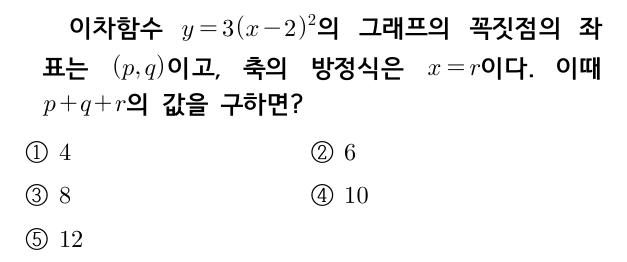 이차함수 y=3(x-2)²의 그래프의 꼭짓점의 좌
표는 (p,q)이고, 축의 방정식은 x=r이다. 이때
p+q+r의 값을 구하면?
① 4 ② 6
③ 8 ④ 10
⑤ 12